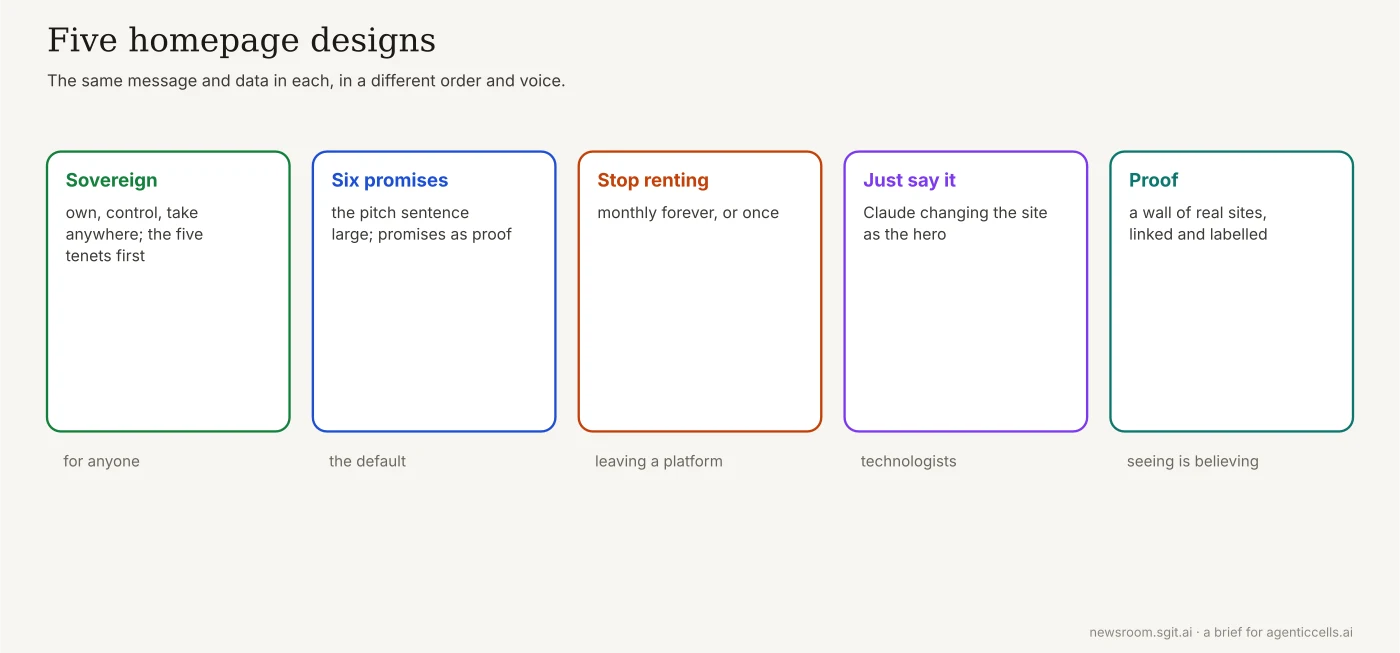 Five homepage designs
The same message and data in each, in a different order and voice.
Sovereign
own, control, take
anywhere; the five
tenets first
for anyone
Six promises
the pitch sentence
large; promises as proof
the default
Stop renting
monthly forever, or once
leaving a platform
Just say it
Claude changing the site
as the hero
technologists
Proof
a wall of real sites,
linked and labelled
seeing is believing
newsroom.sgit.ai · a brief for agenticcells.ai